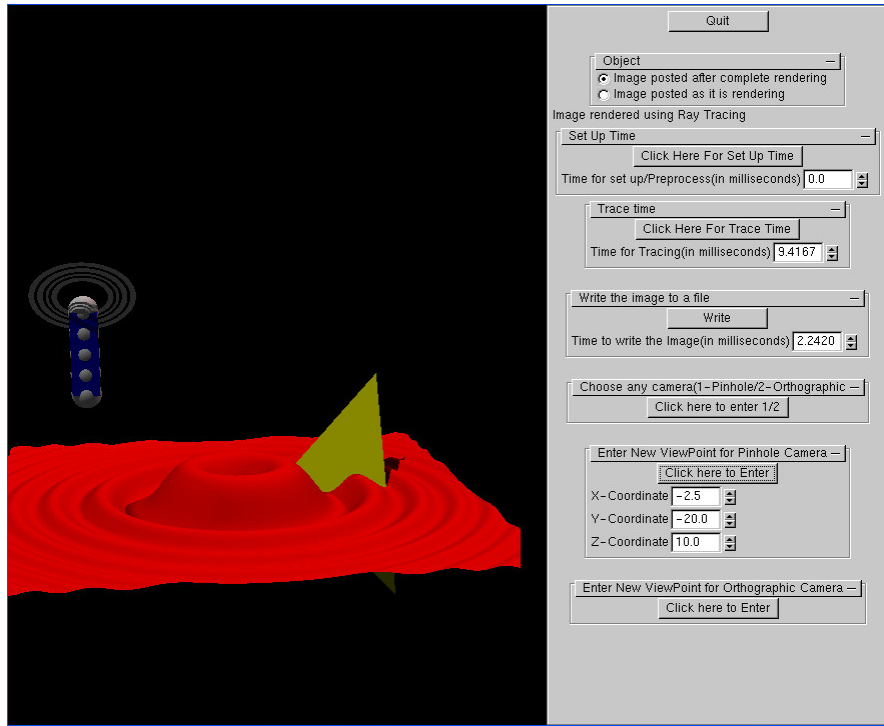 Quit
Object
Image posted after complete rendering
Image posted as it is rendering
Image rendered using Ray Tracing
Set Up Time
Click Here For Set Up Time
Time for set up/Preprocess(in milliseconds) 0.0
Trace time
Click Here For Trace Time
Time for Tracing(in milliseconds) 9.4167
Write the image to a file
Write
Time to write the Image(in milliseconds) 2.2420
Choose any camera(1-Pinhole/2-Orthographic
Click here to enter 1/2
Enter New ViewPoint for Pinhole Camera
Click here to Enter
X-Coordinate -2.5
Y-Coordinate -20.0
Z-Coordinate 10.0
Enter New ViewPoint for Orthographic Camera
Click here to Enter